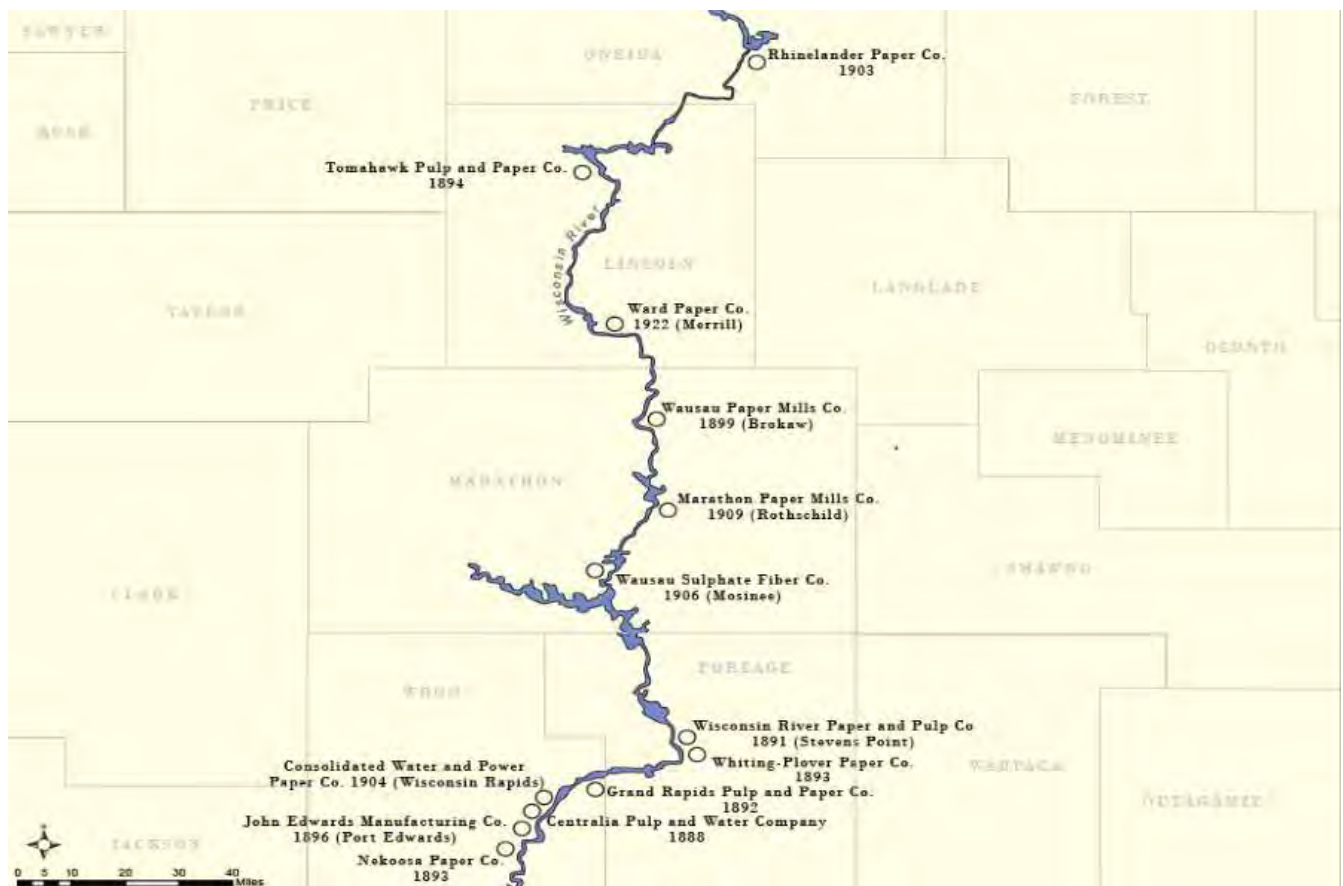 SAWYER
ONEIDA
Rhinelander Paper Co.
1903
PRICE
FOREST
RUSK
Tomahawk Pulp and Paper Co.
1894
Wisconsin River
LINCOLN
LANGLADE
TAYLOR
Ward Paper Co.
1922 (Merrill)
OCONTO
Wausau Paper Mills Co.
1899 (Brokaw)
MENOMINEE
MARATHON
Marathon Paper Mills Co.
1909 (Rothschild)
SHAWNO
CLARK
Wausau Sulphate Fiber Co.
1906 (Mosinee)
PORTAGE
WOOD
Wisconsin River Paper and Pulp Co
1891 (Stevens Point)
Whiting-Plover Paper Co.
1893
WAUPACA
Consolidated Water and Power
Paper Co. 1904 (Wisconsin Rapids)
Grand Rapids Pulp and Paper Co.
1892
OUTAGAMIE
John Edwards Manufacturing Co.
1896 (Port Edwards)
Centralia Pulp and Water Company
1888
JACKSON
Nekoosa Paper Co.
1893
0 5 10 20 30 40
Miles